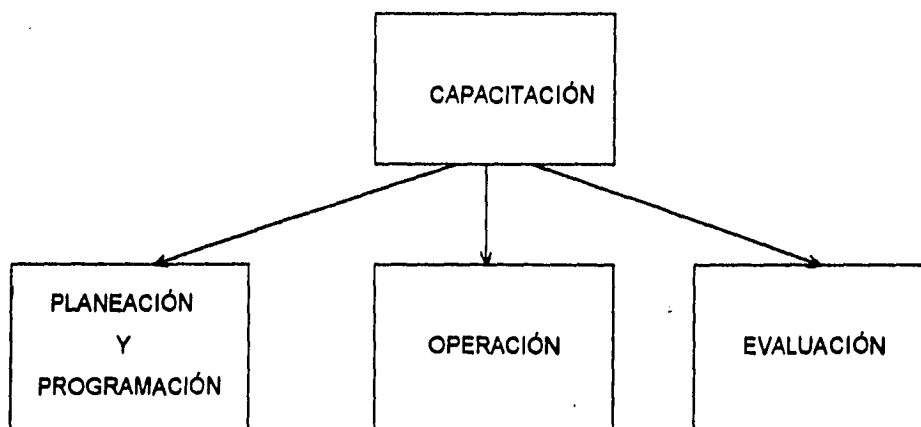 CAPACITACIÓN
PLANEACIÓN
Y
PROGRAMACIÓN
OPERACIÓN
EVALUACIÓN